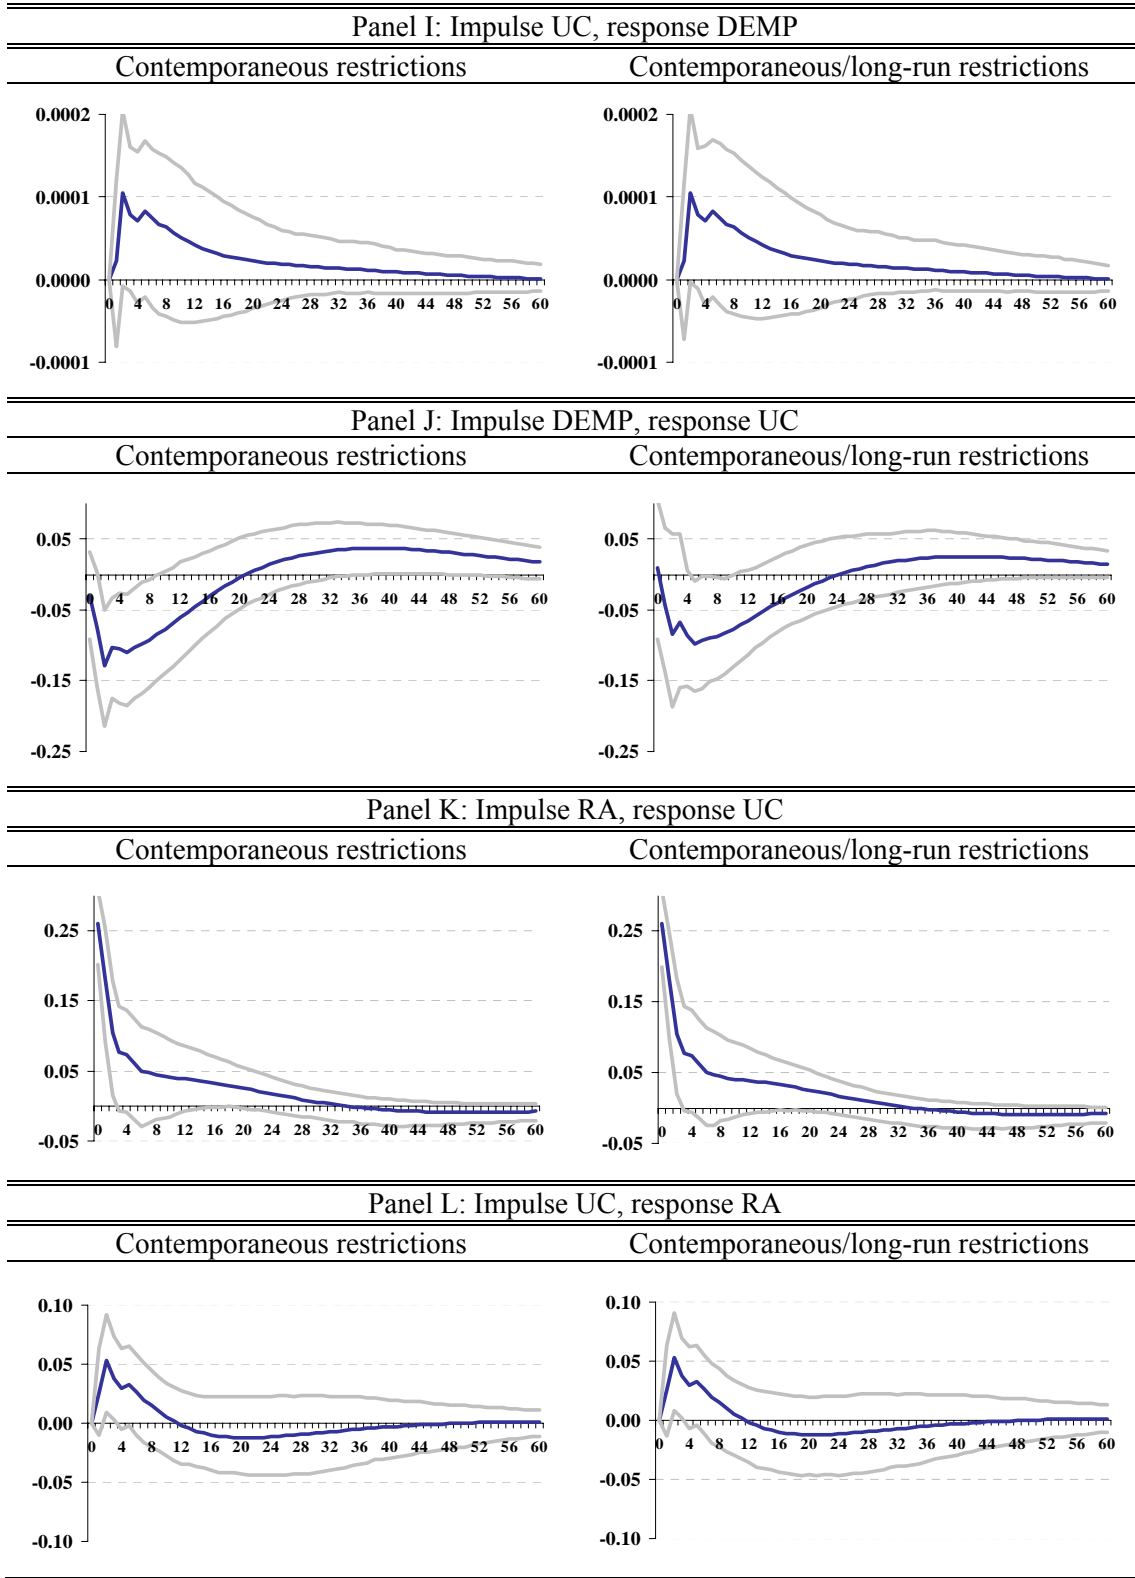 Panel I: Impulse UC, response DEMP
Contemporaneous restrictions Contemporaneous/long-run restrictions
0.0002 0.0002
0.0001 0.0001
0.0000 0.0000
0 4 8 12 16 20 24 28 32 36 40 44 48 52 56 60 0 4 8 12 16 20 24 28 32 36 40 44 48 52 56 60
-0.0001 -0.0001
Panel J: Impulse DEMP, response UC
Contemporaneous restrictions Contemporaneous/long-run restrictions
0.05 0.05
0 4 8 12 16 20 24 28 32 36 40 44 48 52 56 60 0 4 8 12 16 20 24 28 32 36 40 44 48 52 56 60
-0.05 -0.05
-0.15 -0.15
-0.25 -0.25
Panel K: Impulse RA, response UC
Contemporaneous restrictions Contemporaneous/long-run restrictions
0.25 0.25
0.15 0.15
0.05 0.05
0 4 8 12 16 20 24 28 32 36 40 44 48 52 56 60 0 4 8 12 16 20 24 28 32 36 40 44 48 52 56 60
-0.05 -0.05
Panel L: Impulse UC, response RA
Contemporaneous restrictions Contemporaneous/long-run restrictions
0.10 0.10
0.05 0.05
0.00 0.00
0 4 8 12 16 20 24 28 32 36 40 44 48 52 56 60 0 4 8 12 16 20 24 28 32 36 40 44 48 52 56 60
-0.05 -0.05
-0.10 -0.10